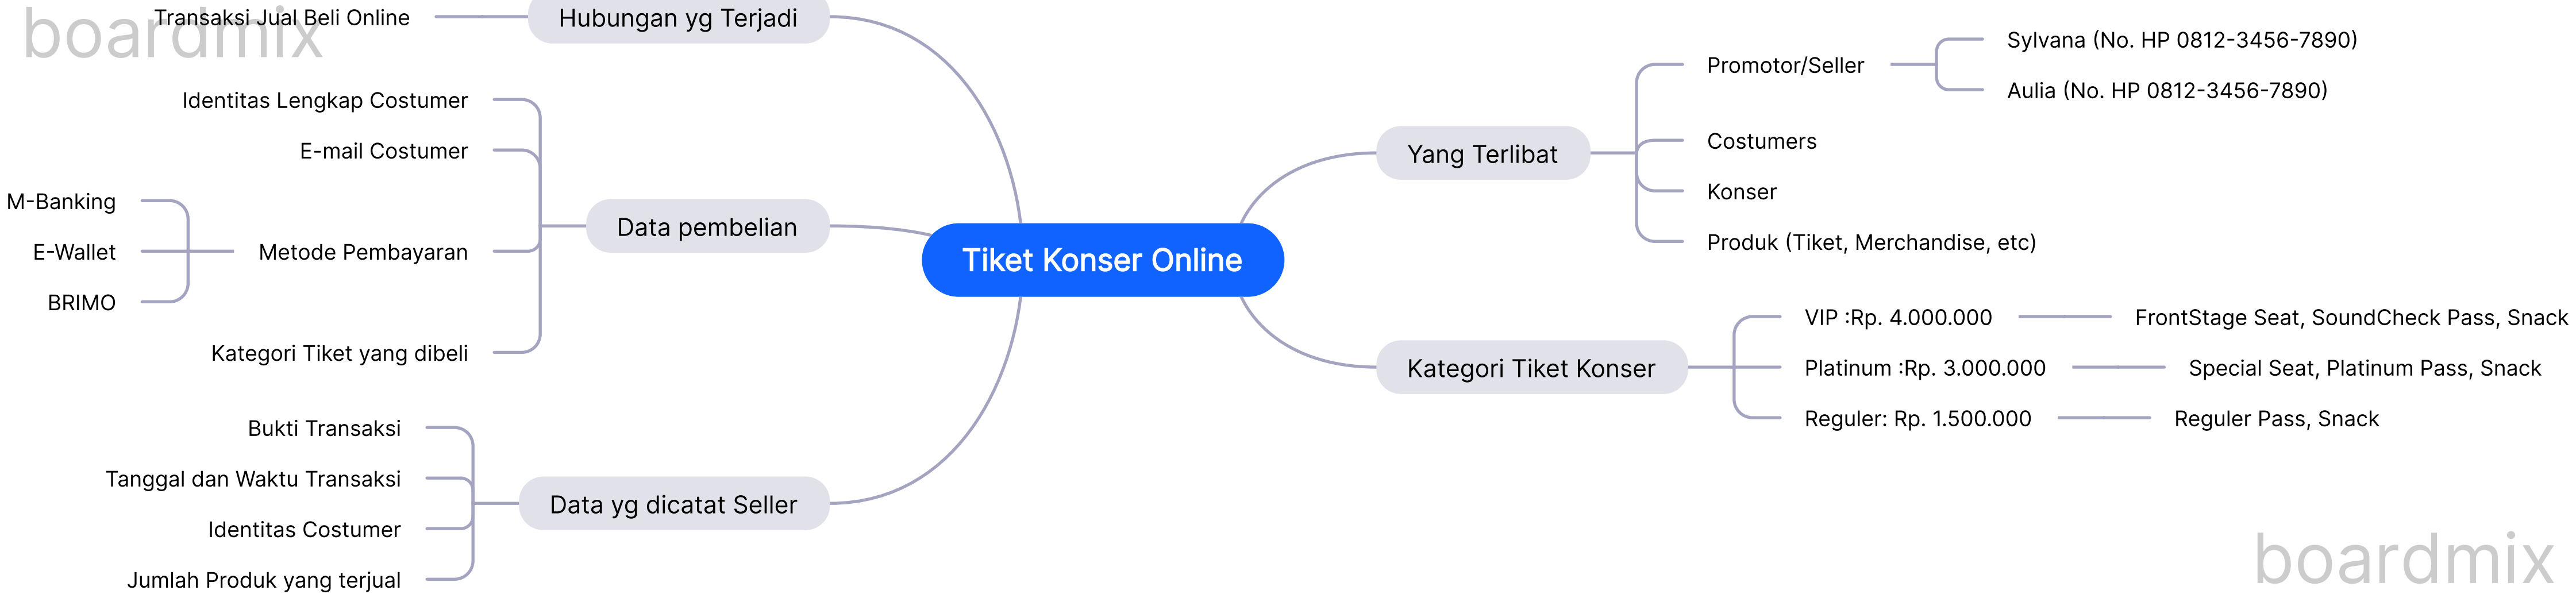 boardmix
Transaksi Jual Beli Online
Hubungan yg Terjadi
Identitas Lengkap Costumer
E-mail Costumer
M-Banking
E-Wallet
BRIMO
Metode Pembayaran
Kategori Tiket yang dibeli
Data pembelian
Bukti Transaksi
Tanggal dan Waktu Transaksi
Identitas Costumer
Jumlah Produk yang terjual
Data yg dicatat Seller
Tiket Konser Online
Yang Terlibat
Promotor/Seller
Sylvana (No. HP 0812-3456-7890)
Aulia (No. HP 0812-3456-7890)
Costumers
Konser
Produk (Tiket, Merchandise, etc)
Kategori Tiket Konser
VIP :Rp. 4.000.000
FrontStage Seat, SoundCheck Pass, Snack
Platinum :Rp. 3.000.000
Special Seat, Platinum Pass, Snack
Reguler: Rp. 1.500.000
Reguler Pass, Snack
boardmix